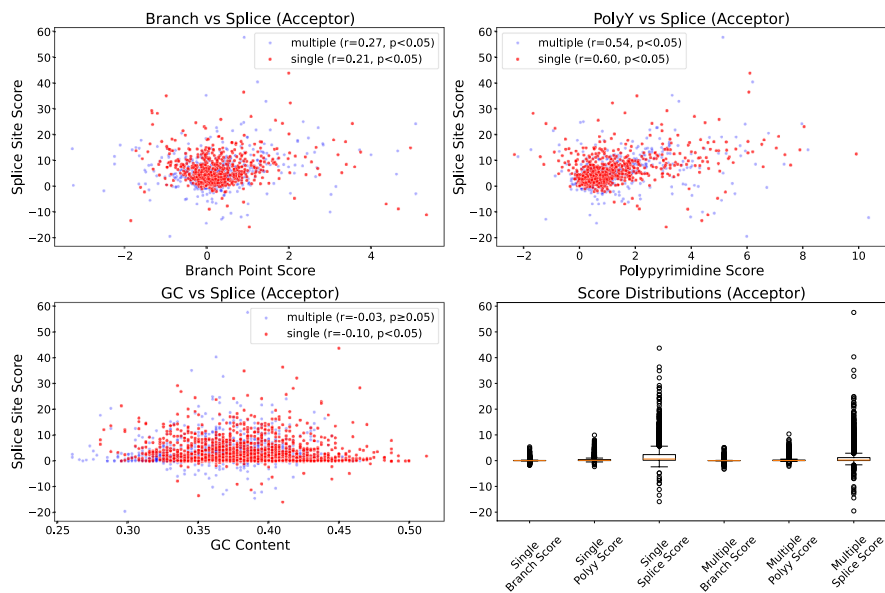 Branch vs Splice (Acceptor)
multiple (r=0.27, p<0.05)
single (r=0.21, p<0.05)
Splice Site Score
60
50
40
30
20
10
0
−10
−20
−2
0
2
4
Branch Point Score
PolyY vs Splice (Acceptor)
multiple (r=0.54, p<0.05)
single (r=0.60, p<0.05)
Splice Site Score
60
50
40
30
20
10
0
−10
−20
−2
0
2
4
6
8
10
Polypyrimidine Score
GC vs Splice (Acceptor)
multiple (r=-0.03, p≥0.05)
single (r=-0.10, p<0.05)
Splice Site Score
60
50
40
30
20
10
0
−10
−20
0.25
0.30
0.35
0.40
0.45
0.50
GC Content
Score Distributions (Acceptor)
60
50
40
30
20
10
0
−10
−20
Single
Branch Score
Single
Polyy Score
Single
Splice Score
Multiple
Branch Score
Multiple
Polyy Score
Multiple
Splice Score